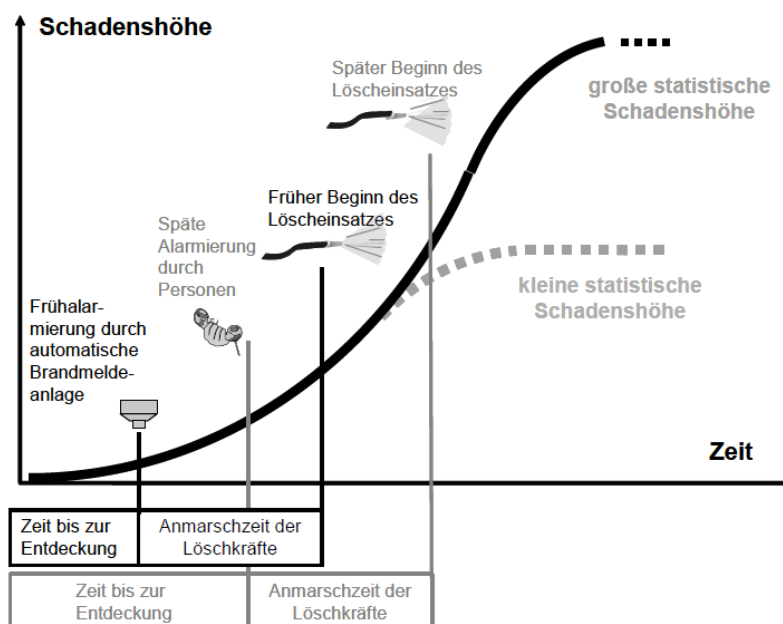 Schadenshöhe
Später Beginn des
Löscheinsatzes
große statistische
Schadenshöhe
Früher Beginn des
Löscheinsatzes
Späte
Alarmierung
durch
Personen
kleine statistische
Schadenshöhe
Frühalar-
mierung durch
automatische
Brandmelde-
anlage
Zeit
Zeit bis zur
Entdeckung
Anmarschzeit der
Löschkräfte
Zeit bis zur
Entdeckung
Anmarschzeit der
Löschkräfte